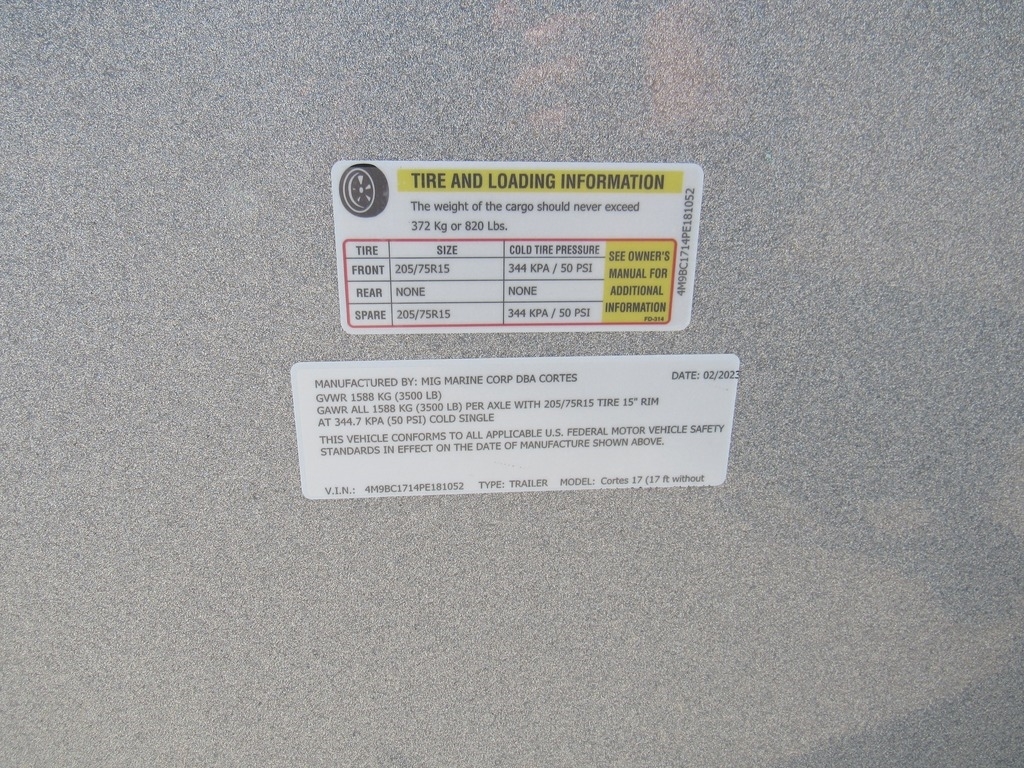 TIRE AND LOADING INFORMATION
The weight of the cargo should never exceed
372 Kg or 820 Lbs.
TIRE SIZE COLD TIRE PRESSURE
FRONT 205/75R15 344 KPA / 50 PSI
REAR NONE NONE
SPARE 205/75R15 344 KPA / 50 PSI
SEE OWNER'S
MANUAL FOR
ADDITIONAL
INFORMATION
FD-314
4M9BC1714PE181052
MANUFACTURED BY: MIG MARINE CORP DBA CORTES DATE: 02/2023
GVWR 1588 KG (3500 LB)
GAWR ALL 1588 KG (3500 LB) PER AXLE WITH 205/75R15 TIRE 15" RIM
AT 344.7 KPA (50 PSI) COLD SINGLE
THIS VEHICLE CONFORMS TO ALL APPLICABLE U.S. FEDERAL MOTOR VEHICLE SAFETY
STANDARDS IN EFFECT ON THE DATE OF MANUFACTURE SHOWN ABOVE.
V.I.N.: 4M9BC1714PE181052 TYPE: TRAILER MODEL: Cortes 17 (17 ft without